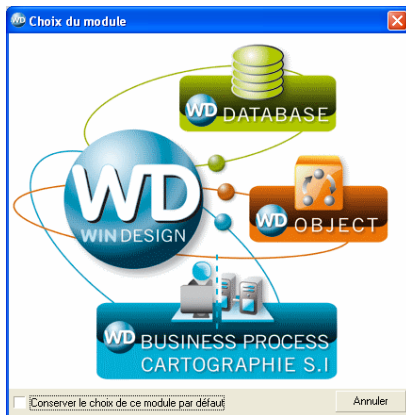 WD Choix du module
WD DATABASE
WD
WIN DESIGN
WD OBJECT
WD BUSINESS PROCESS
CARTOGRAPHIE S.I
Conserver le choix de ce module par défaut
Annuler